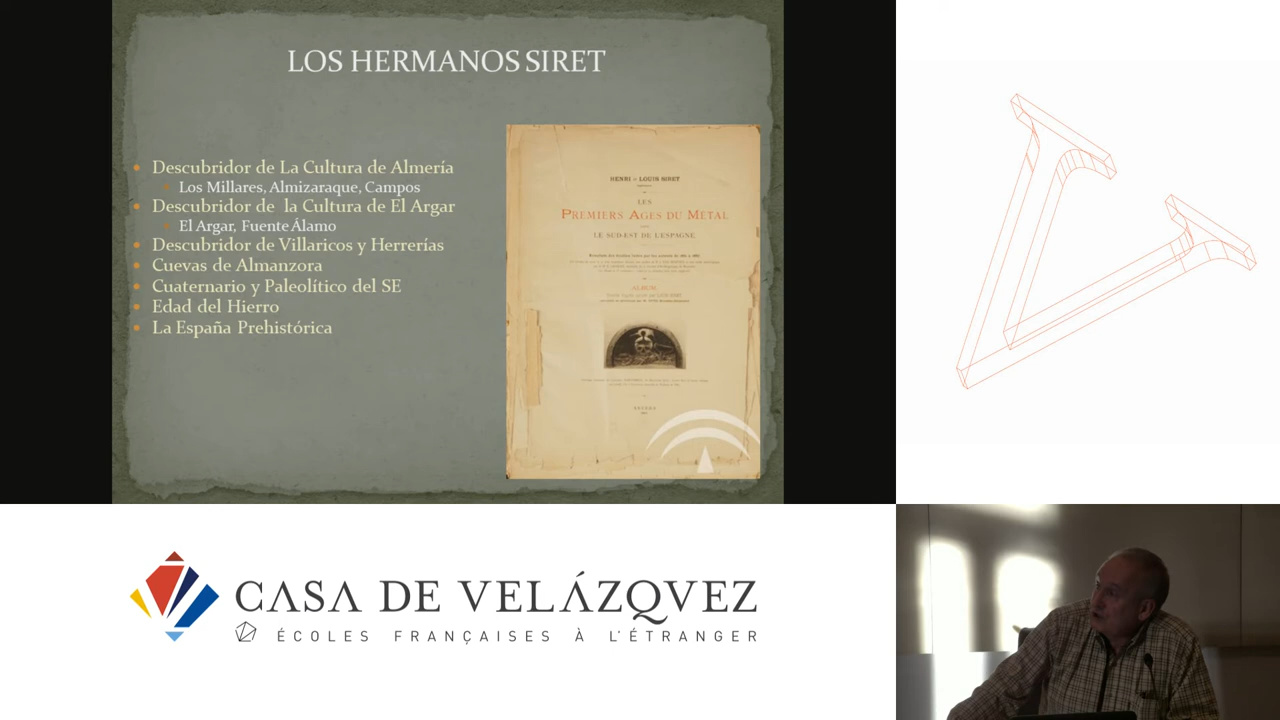 LOS HERMANOS SIRET
Descubridor de La Cultura de Almería
Los Millares, Almizaraque, Campos
Descubridor de la Cultura de El Argar
El Argar, Fuente Álamo
Descubridor de Villaricos y Herrerías
Cuevas de Almanzora
Cuaternario y Paleolítico del SE
Edad del Hierro
La España Prehistórica
HENRI et LOUIS SIRET
LES
PREMIERS AGES DU METAL
LE SUD-EST DE L'ESPAGNE
ALBUM
CASA DE VELÁZQVEZ
ÉCOLES FRANÇAISES À L'ÉTRANGER